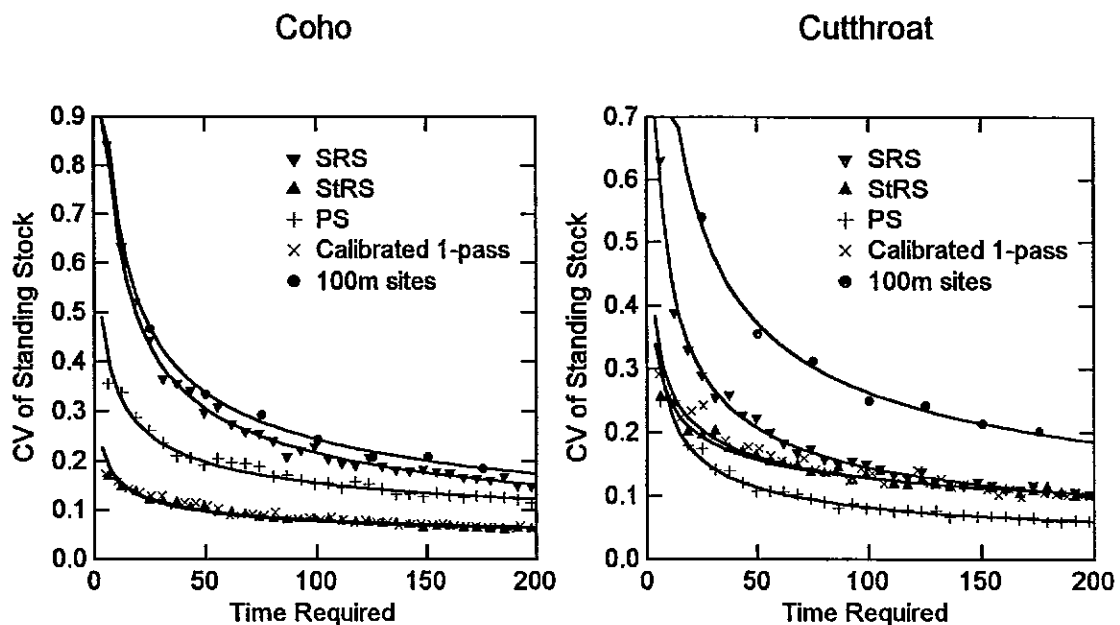 Coho
Cutthroat
0.9
0.8
0.7
0.6
0.5
0.4
0.3
0.2
0.1
0.0
CV of Standing Stock
SRS
StRS
PS
Calibrated 1-pass
100m sites
0
50
100
150
200
Time Required
0.7
0.6
0.5
0.4
0.3
0.2
0.1
0.0
CV of Standing Stock
SRS
StRS
PS
Calibrated 1-pass
100m sites
0
50
100
150
200
Time Required